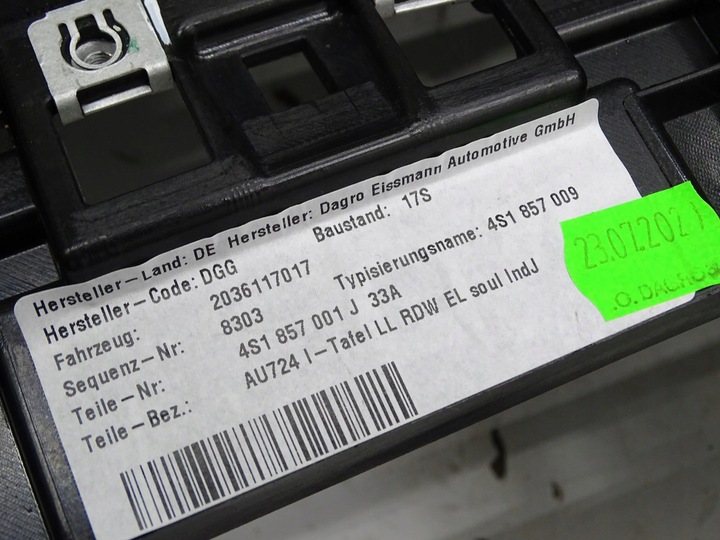 Hersteller-Land: DE Hersteller: Dagro Eissmann Automotive GmbH
Hersteller-Code: DGG Baustand: 17S
Fahrzeug: 2036117017 Typisierungsname: 4S1 857 009
Sequenz-Nr: 8303
Teile-Nr: 4S1 857 001 J 33A
Teile-Bez.: AU724 I-Tafel LL RDW EL soul IndJ
23.07.202